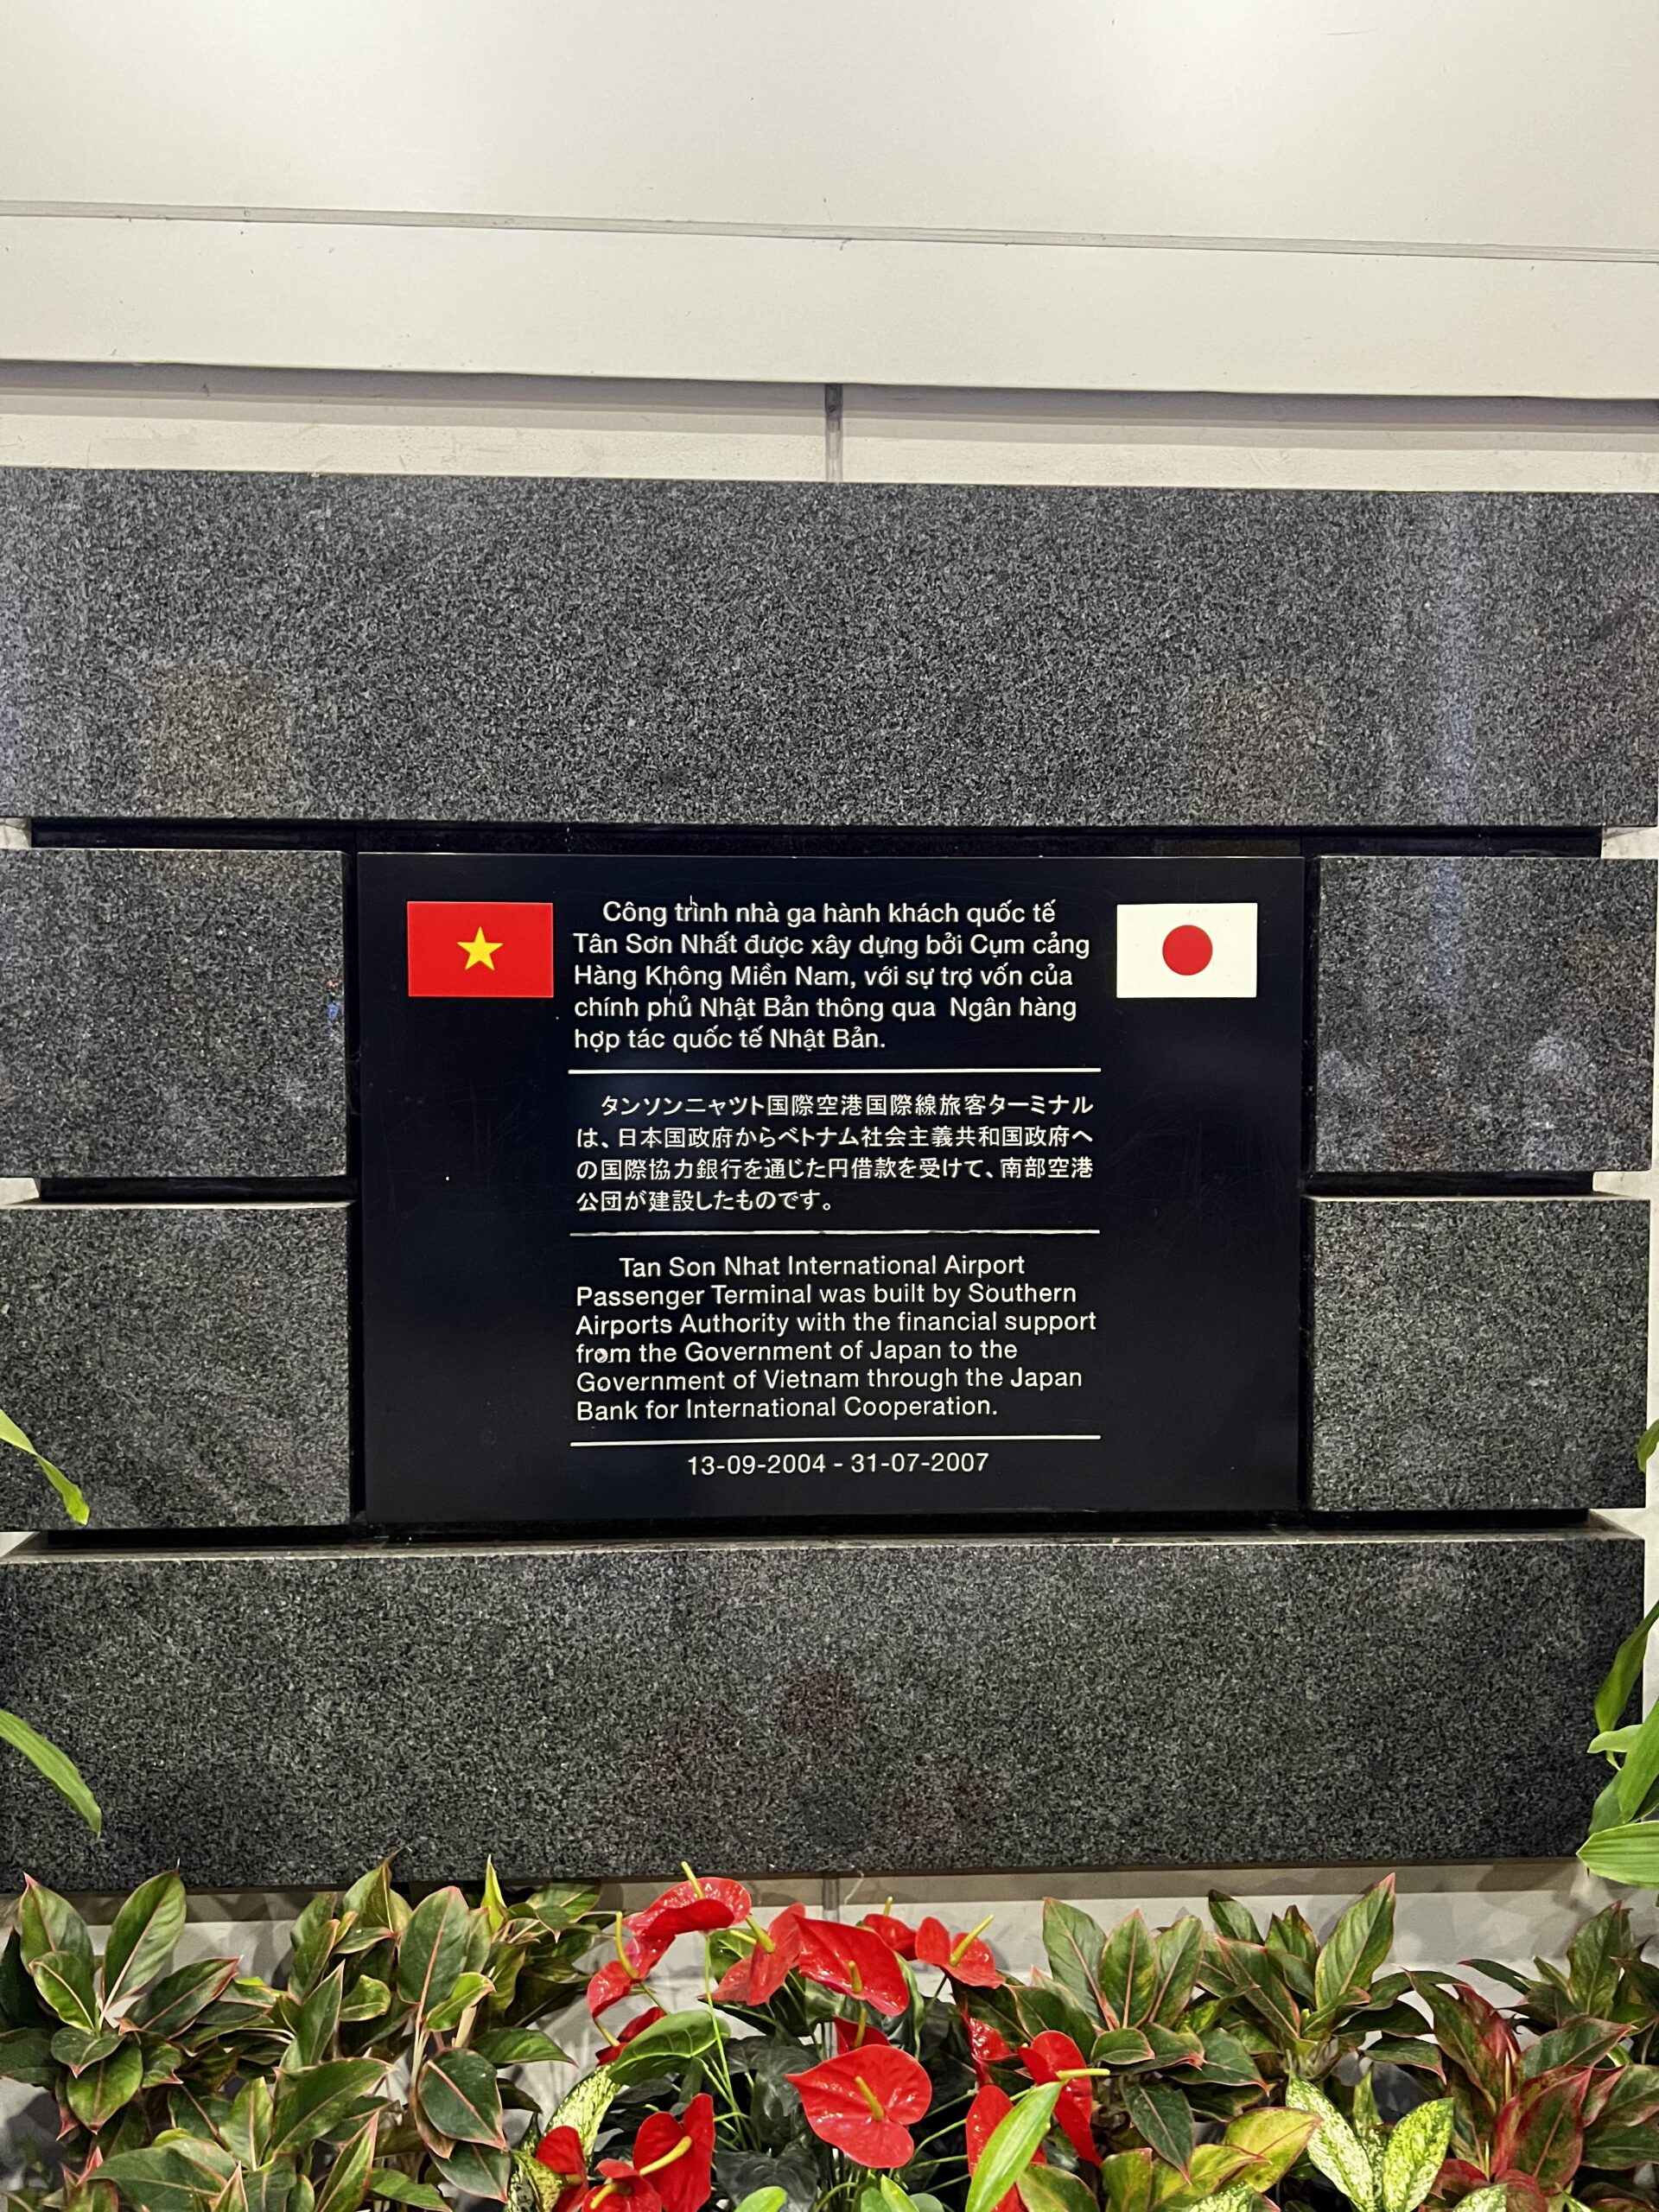 Công trình nhà ga hành khách quốc tế
Tân Sơn Nhất được xây dựng bởi Cụm cảng
Hàng Không Miền Nam, với sự trợ vốn của
chính phủ Nhật Bản thông qua Ngân hàng
hợp tác quốc tế Nhật Bản.
タンソンニャツト国際空港国際線旅客ターミナル
は、日本国政府からベトナム社会主義共和国政府へ
の国際協力銀行を通じた円借款を受けて、南部空港
公団が建設したものです。
Tan Son Nhat International Airport
Passenger Terminal was built by Southern
Airports Authority with the financial support
from the Government of Japan to the
Government of Vietnam through the Japan
Bank for International Cooperation.
13-09-2004 - 31-07-2007